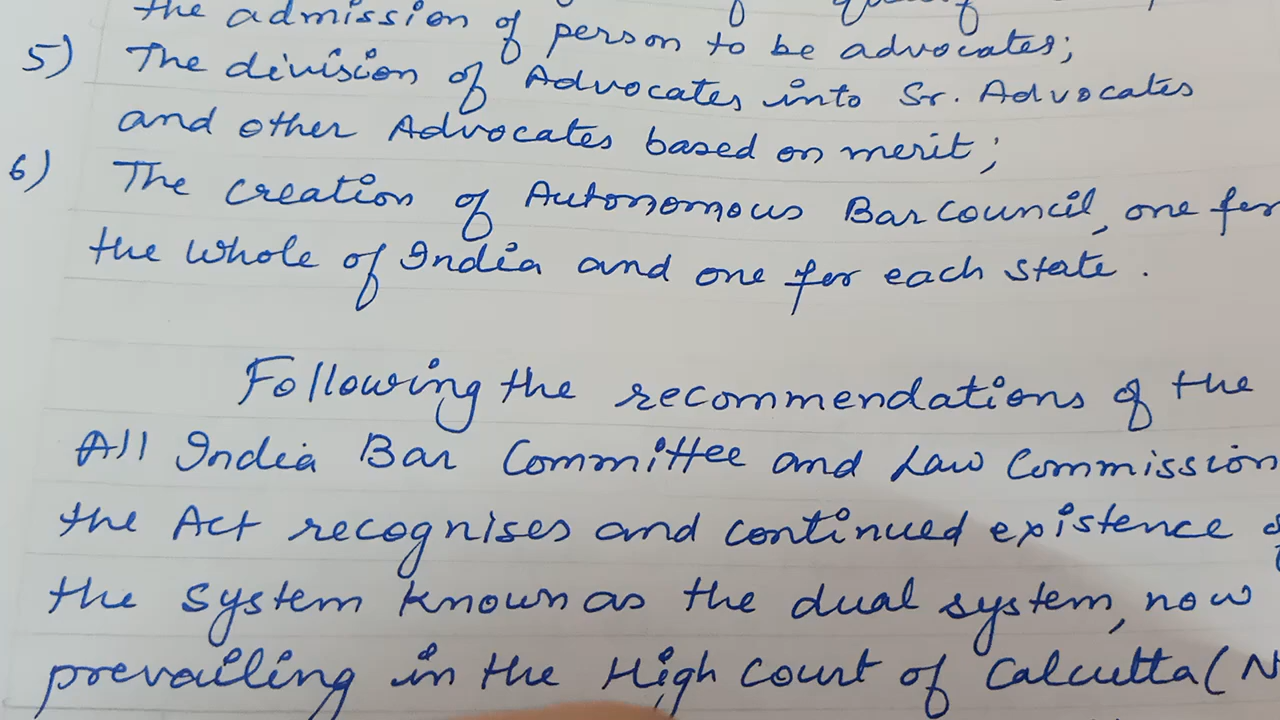 the admission of
person to be advocates;
5) The division of Advocates into Sr. Advocates
and other Advocates based on merit;
6) The creation of Autonomous Bar Council, one for
the whole of India and one for each state.
Following the recommendations of the
All India Bar Committee and Law Commission
the Act recognises and continued existence
the system known as the dual system, now
prevailing in the High Court of Calcutta (N